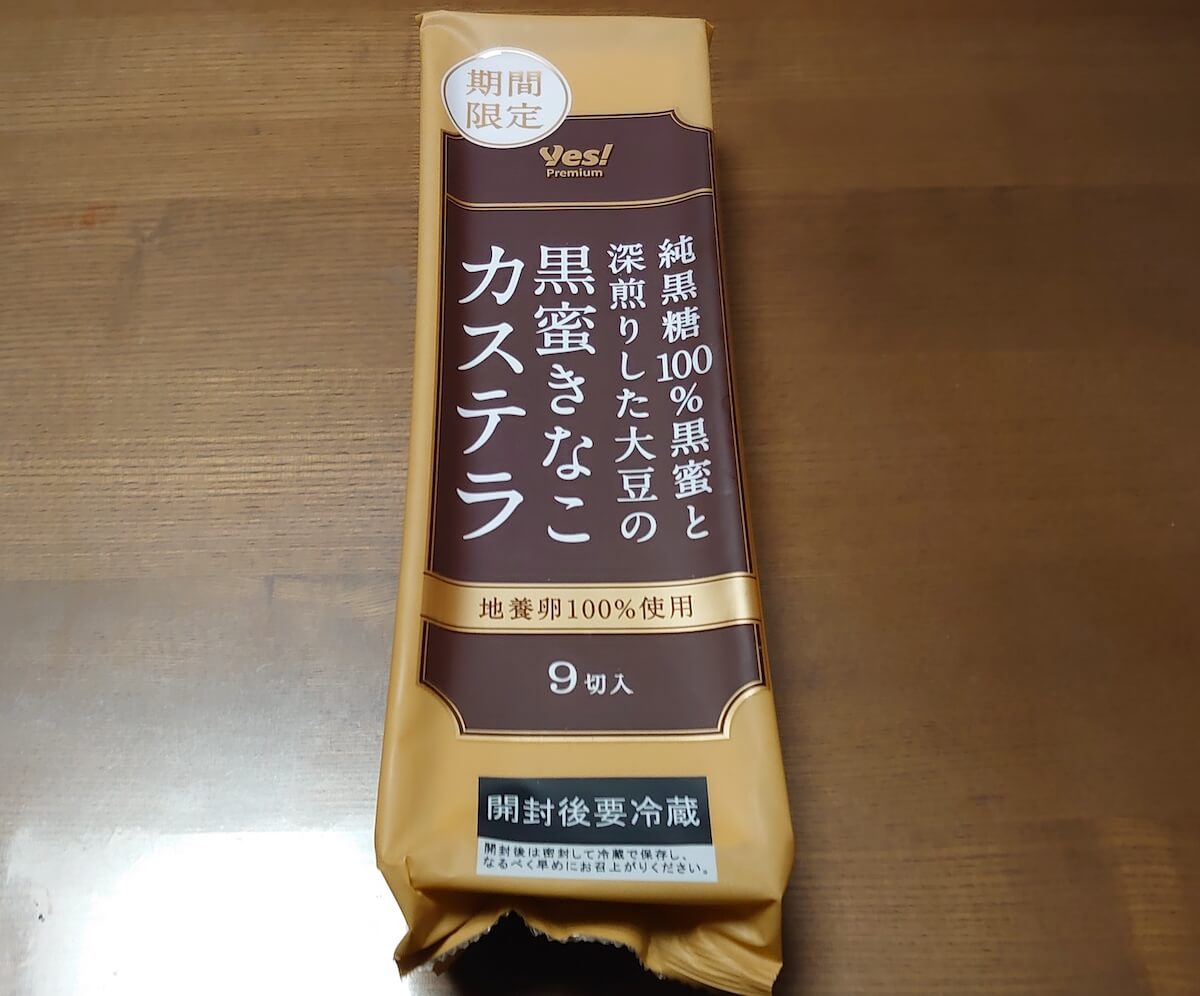 期間
限定
Yes!
Premium
純黒糖100%黒蜜と
深煎りした大豆の
黒蜜きなこ
カステラ
地養卵100%使用
9切入
開封後要冷蔵
開封後は密封して冷蔵で保存し、
なるべく早めにお召上がりください。